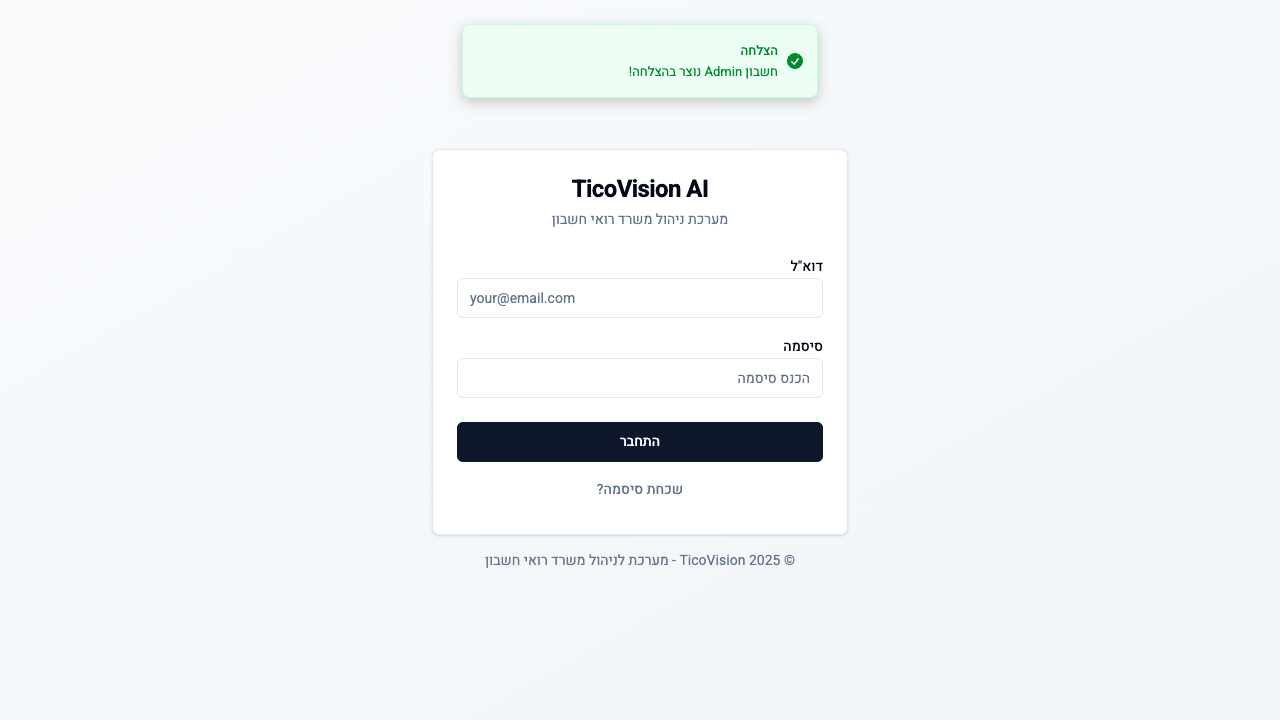 הצלחה
חשבון Admin נוצר בהצלחה!
TicoVision AI
מערכת ניהול משרד רואי חשבון
דוא"ל
your@email.com
סיסמה
הכנס סיסמה
התחבר
שכחת סיסמה?
© 2025 TicoVision - מערכת לניהול משרד רואי חשבון